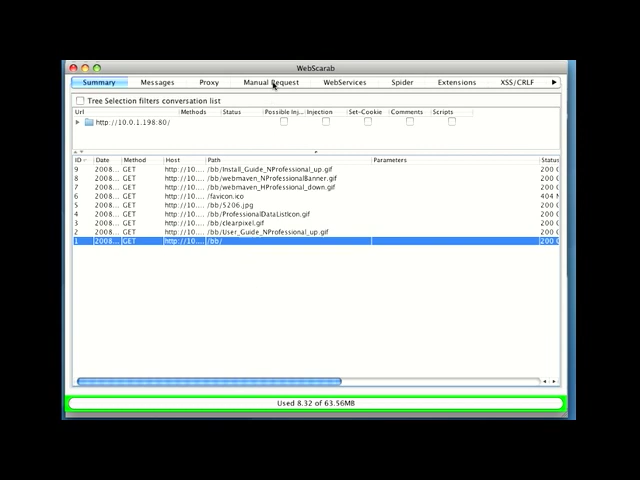 WebScarab
Summary Messages Proxy Manual Request WebServices Spider Extensions XSS/CRLF
Tree Selection filters conversation list
Url Methods Status Possible Inj... Injection Set-Cookie Comments Scripts
http://10.0.1.198:80/
ID Date Method Host Path Parameters Status
9 2008... GET http://10.... /bb/Install_Guide_NProfessional_up.gif 200 O
8 2008... GET http://10.... /bb/webmaven_NProfessionalBanner.gif 200 O
7 2008... GET http://10.... /bb/webmaven_HProfessional_down.gif 200 O
6 2008... GET http://10.... /favicon.ico 404 N
5 2008... GET http://10.... /bb/5206.jpg 200 O
4 2008... GET http://10.... /bb/ProfessionalDataListIcon.gif 200 O
3 2008... GET http://10.... /bb/clearpixel.gif 200 O
2 2008... GET http://10.... /bb/User_Guide_NProfessional_up.gif 200 O
1 2008... GET http://10.... /bb/ 200 O
Used 8.32 of 63.56MB